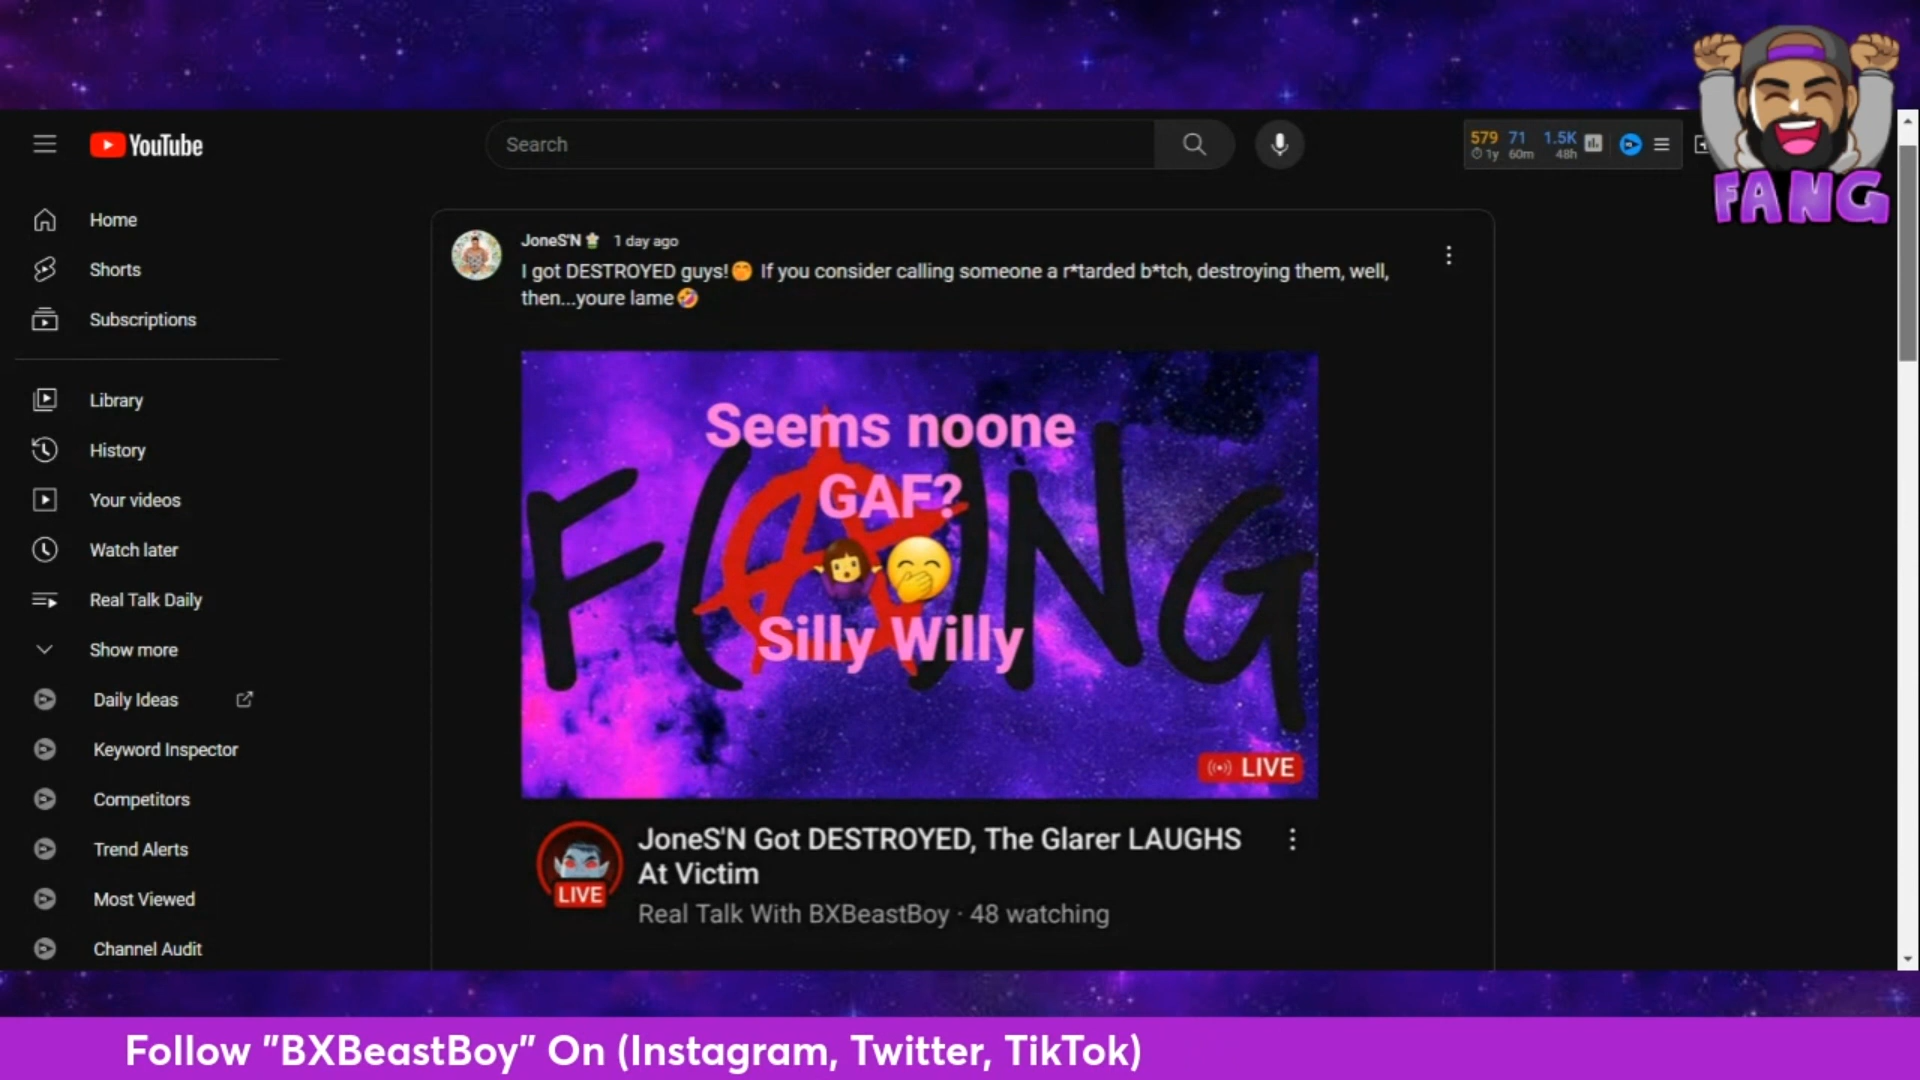 YouTube
Search
579 71 1.5K
1y 60m 48h
FANG
Home
Shorts
Subscriptions
Library
History
Your videos
Watch later
Real Talk Daily
Show more
Daily Ideas
Keyword Inspector
Competitors
Trend Alerts
Most Viewed
Channel Audit
JoneS'N 1 day ago
I got DESTROYED guys!🤭 If you consider calling someone a r*tarded b*tch, destroying them, well,
then...youre lame🤣
F(A)NG
Seems noone
GAF?
🤷‍♀️🤭
Silly Willy
LIVE
LIVE
JoneS'N Got DESTROYED, The Glarer LAUGHS
At Victim
Real Talk With BXBeastBoy · 48 watching
Follow "BXBeastBoy" On (Instagram, Twitter, TikTok)